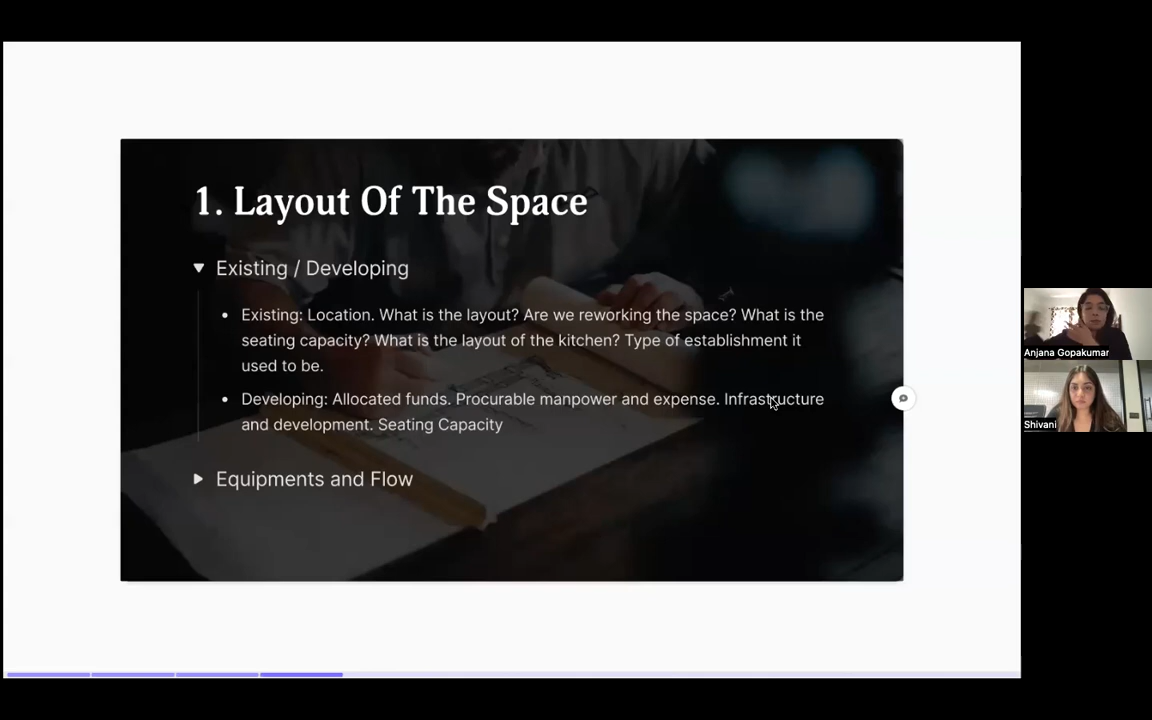 1. Layout Of The Space
Existing / Developing
Existing: Location. What is the layout? Are we reworking the space? What is the
seating capacity? What is the layout of the kitchen? Type of establishment it
used to be.
Developing: Allocated funds. Procurable manpower and expense. Infrastructure
and development. Seating Capacity
Equipments and Flow
Anjana Gopakumar
Shivani